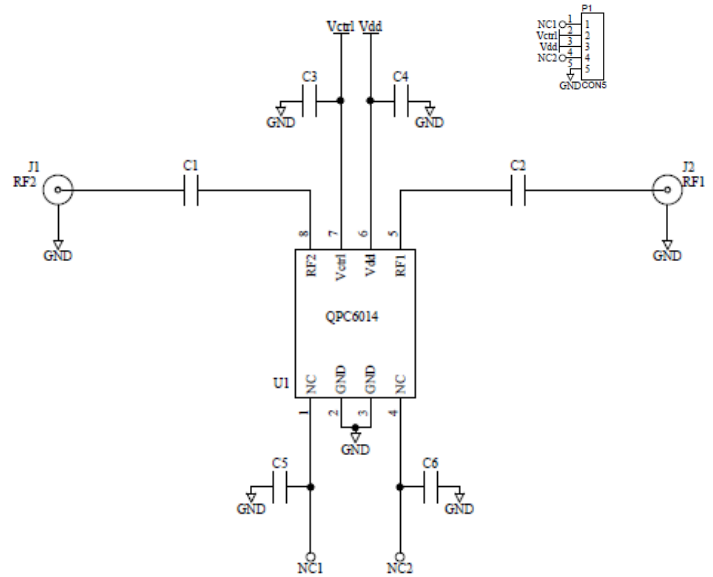 P1
NC1 1 1
Vctrl 2 2
Vdd 3 3
NC2 4 4
5 5
GND CON5
Vctrl Vdd
C3 C4
GND GND
J1 C1 C2 J2
RF2 RF1
GND GND
8 7 6 5
RF2 Vctrl Vdd RF1
QPC6014
U1
NC GND GND NC
1 2 3 4
GND
C5 C6
GND GND
NC1 NC2